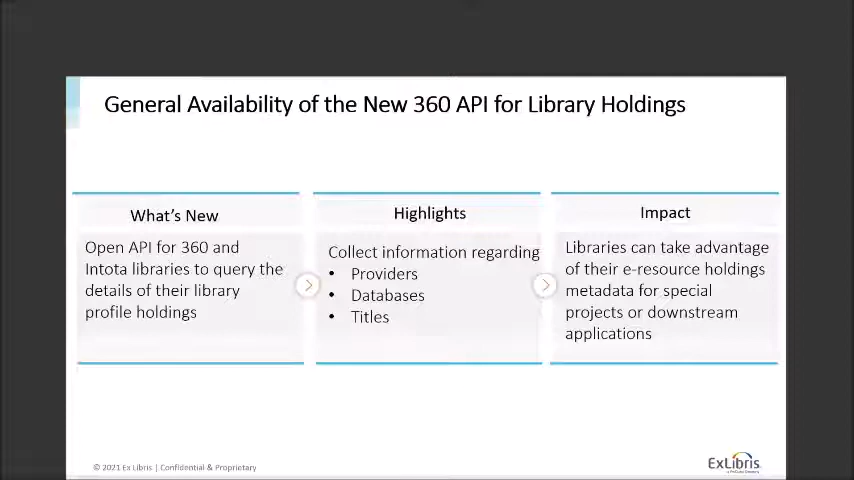 General Availability of the New 360 API for Library Holdings
What's New
Open API for 360 and
Intota libraries to query the
details of their library
profile holdings
Highlights
Collect information regarding
• Providers
• Databases
• Titles
Impact
Libraries can take advantage
of their e-resource holdings
metadata for special
projects or downstream
applications
© 2021 Ex Libris | Confidential & Proprietary
ExLibris